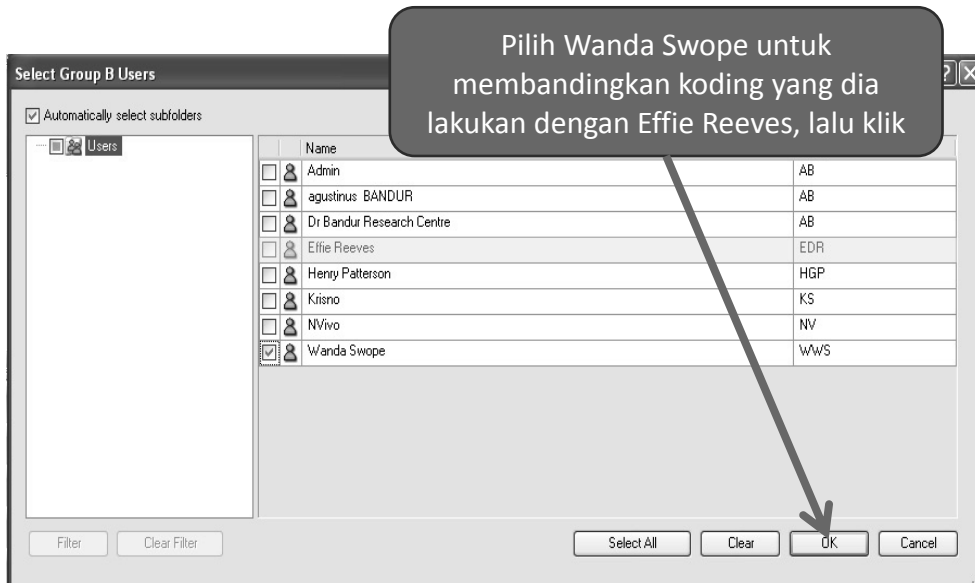 Pilih Wanda Swope untuk
membandingkan koding yang dia
lakukan dengan Effie Reeves, lalu klik
Select Group B Users
Automatically select subfolders
Users
Name
Admin AB
agustinus BANDUR AB
Dr Bandur Research Centre AB
Effie Reeves EDR
Henry Patterson HGP
Krisno KS
NVivo NV
Wanda Swope WWS
Filter Clear Filter Select All Clear OK Cancel